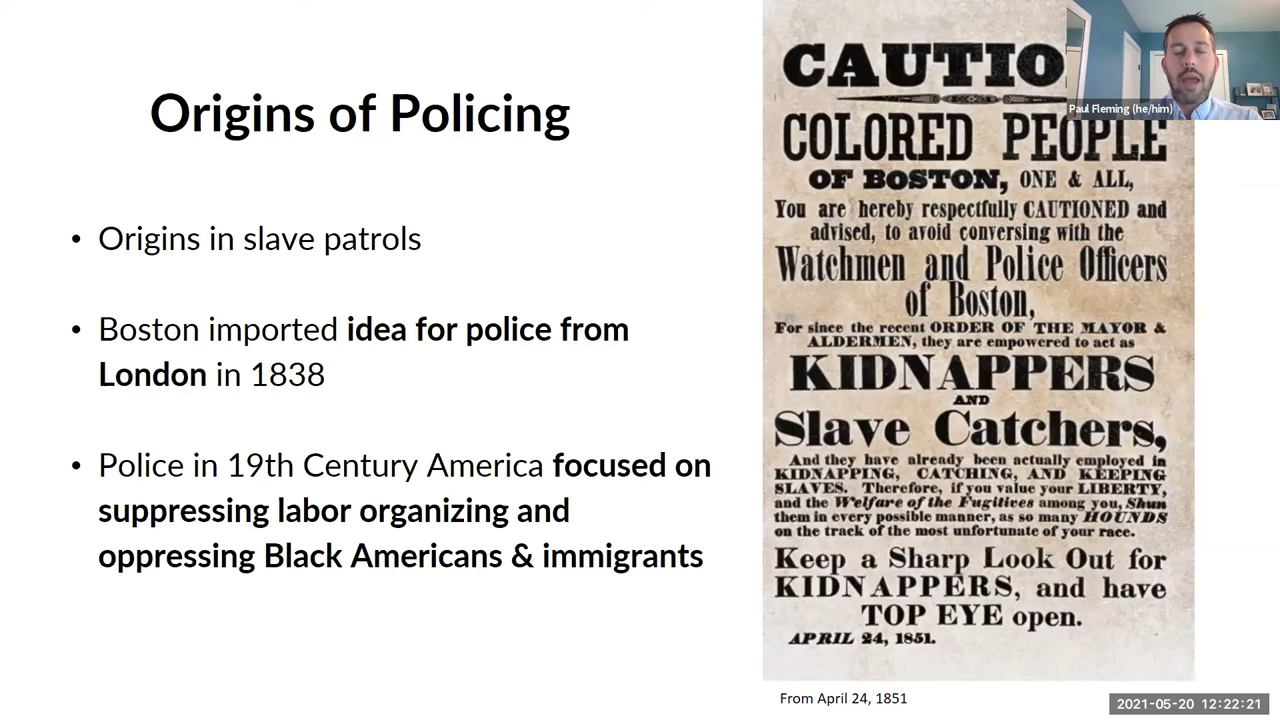 Origins of Policing
• Origins in slave patrols
• Boston imported idea for police from
London in 1838
• Police in 19th Century America focused on
suppressing labor organizing and
oppressing Black Americans & immigrants
CAUTIO
COLORED PEOPLE
OF BOSTON, ONE & ALL,
You are hereby respectfully CAUTIONED and
advised, to avoid conversing with the
Watchmen and Police Officers
of Boston,
For since the recent ORDER OF THE MAYOR &
ALDERMEN, they are empowered to act as
KIDNAPPERS
AND
Slave Catchers,
And they have already been actually employed in
KIDNAPPING, CATCHING, AND KEEPING
SLAVES. Therefore, if you value your LIBERTY,
and the Welfare of the Fugitives among you, Shun
them in every possible manner, as so many HOUNDS
on the track of the most unfortunate of your race.
Keep a Sharp Look Out for
KIDNAPPERS, and have
TOP EYE open.
APRIL 24, 1851.
From April 24, 1851
Paul Fleming (he/him)
2021-05-20 12:22:21